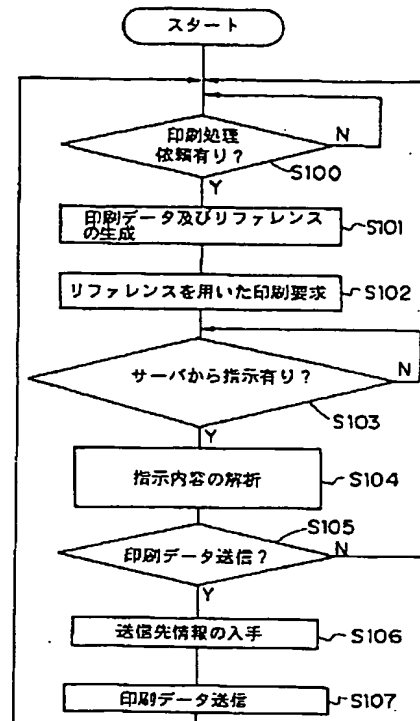 スタート
印刷処理
依頼有り?
N
S100
Y
印刷データ及びリファレンス
の生成
S101
リファレンスを用いた印刷要求
S102
サーバから指示有り?
N
S103
Y
指示内容の解析
S104
S105
印刷データ送信?
N
Y
送信先情報の入手
S106
印刷データ送信
S107